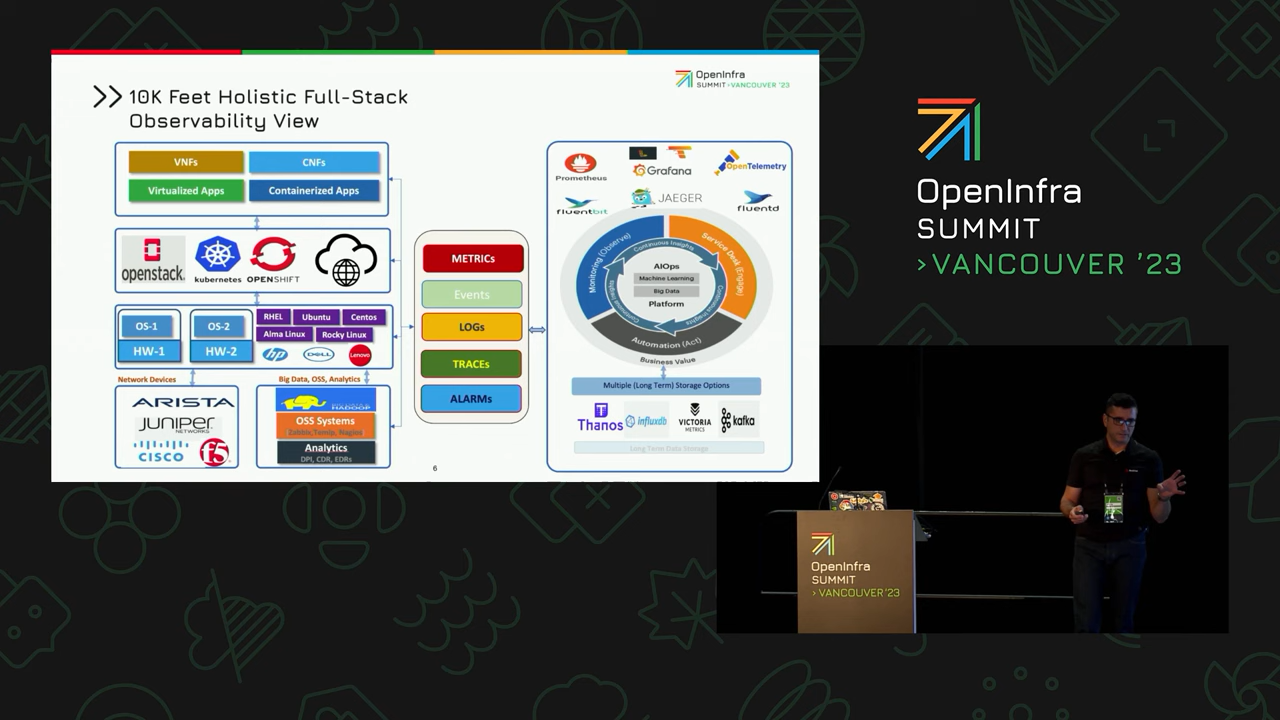 OpenInfra
SUMMIT >VANCOUVER '23
10K Feet Holistic Full-Stack
Observability View
VNFs
CNFs
Virtualized Apps
Containerized Apps
openstack.
kubernetes
OPENSHIFT
OS-1
HW-1
OS-2
HW-2
RHEL
Ubuntu
Centos
Alma Linux
Rocky Linux
hp
DELL
Lenovo
Network Devices
ARISTA
JUNIPER
NETWORKS
CISCO
f5
Big Data, OSS, Analytics
HADOOP
OSS Systems
Analytics
DPI, CDR, EDRs
METRICs
Events
LOGs
TRACEs
ALARMs
Prometheus
Grafana
OpenTelemetry
fluentbit
JAEGER
fluentd
Monitoring (Observe)
Service Desk (Engage)
Automation (Act)
Continuous Insights
Continuous Insights
Continuous Insights
AIOps
Machine Learning
Big Data
Platform
Business Value
Multiple (Long Term) Storage Options
Thanos
influxdb
VICTORIA
METRICS
kafka
Long Term Data Storage
6
OpenInfra
SUMMIT
>VANCOUVER '23
OpenInfra
SUMMIT
>VANCOUVER '23